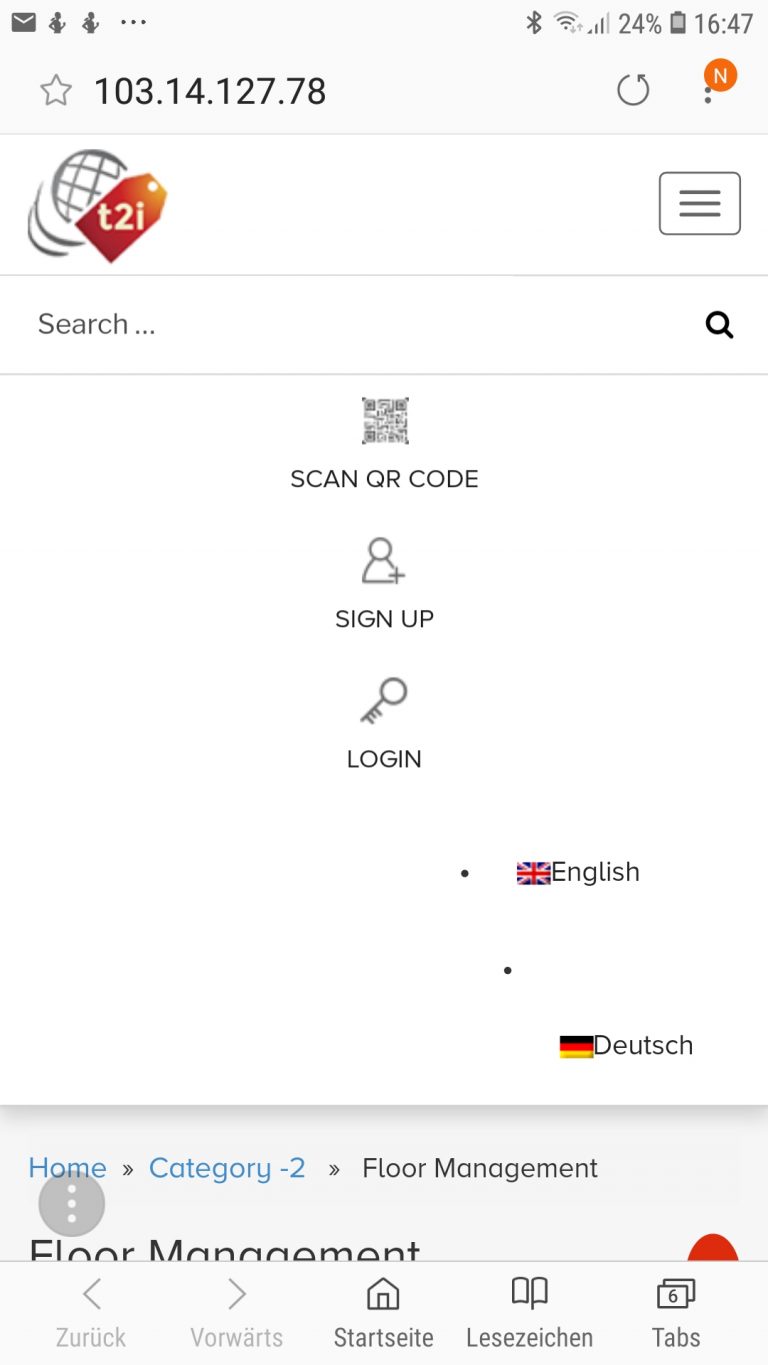 24% 16:47
103.14.127.78
N
t2i
Search ...
SCAN QR CODE
SIGN UP
LOGIN
English
Deutsch
Home » Category -2 » Floor Management
Floor Management
6
Zurück Vorwärts Startseite Lesezeichen Tabs